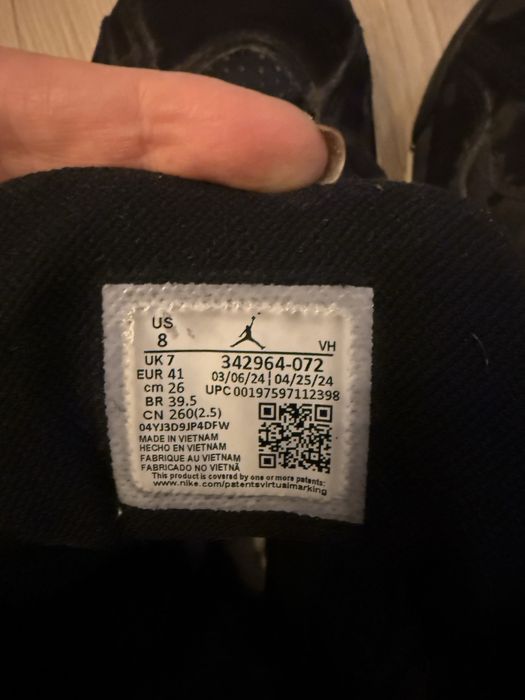 US
8
VH
UK 7
342964-072
EUR 41
03/06/24 | 04/25/24
cm 26
UPC 00197597112398
BR 39.5
CN 260(2.5)
04YJ3D9JP4DFW
MADE IN VIETNAM
HECHO EN VIETNAM
FABRIQUE AU VIETNAM
FABRICADO NO VIETNÃ
This product is covered by one or more patents:
www.nike.com/patentsvirtualmarking